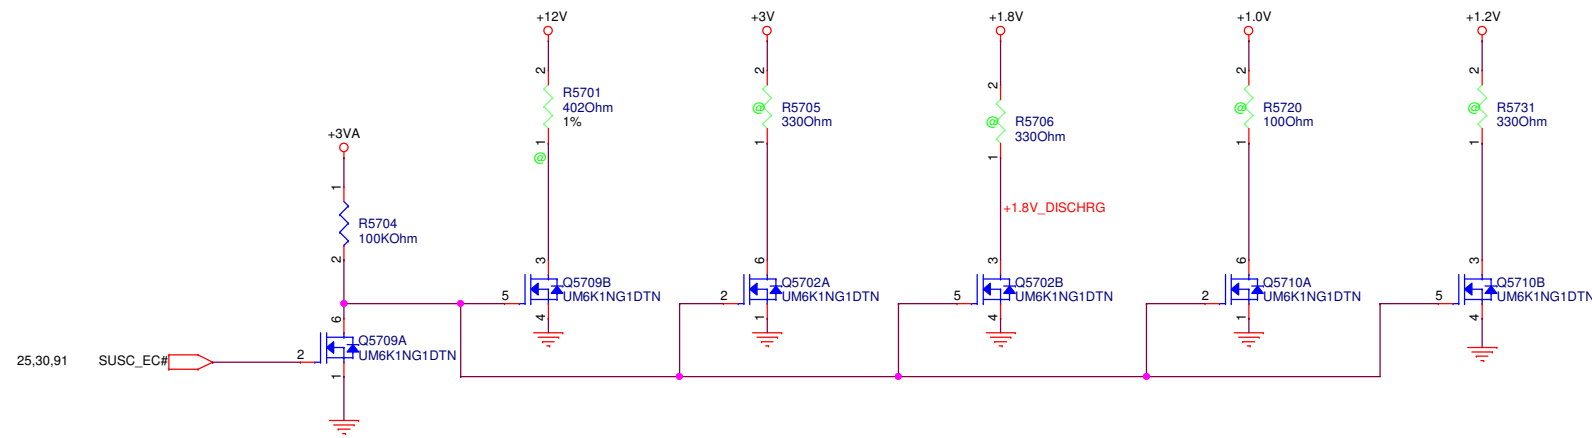 +12V
+3V
+1.8V
+1.0V
+1.2V
2
R5701
402Ohm
1%
1
@
2
@
R5705
330Ohm
1
2
@
R5706
330Ohm
1
2
@
R5720
100Ohm
1
2
@
R5731
330Ohm
1
+3VA
1
R5704
100KOhm
2
+1.8V_DISCHRG
3
Q5709B
UM6K1NG1DTN
5
4
6
Q5702A
UM6K1NG1DTN
2
1
3
Q5702B
UM6K1NG1DTN
5
4
6
Q5710A
UM6K1NG1DTN
2
1
3
Q5710B
UM6K1NG1DTN
5
4
6
Q5709A
UM6K1NG1DTN
25,30,91
SUSC_EC#
2
1